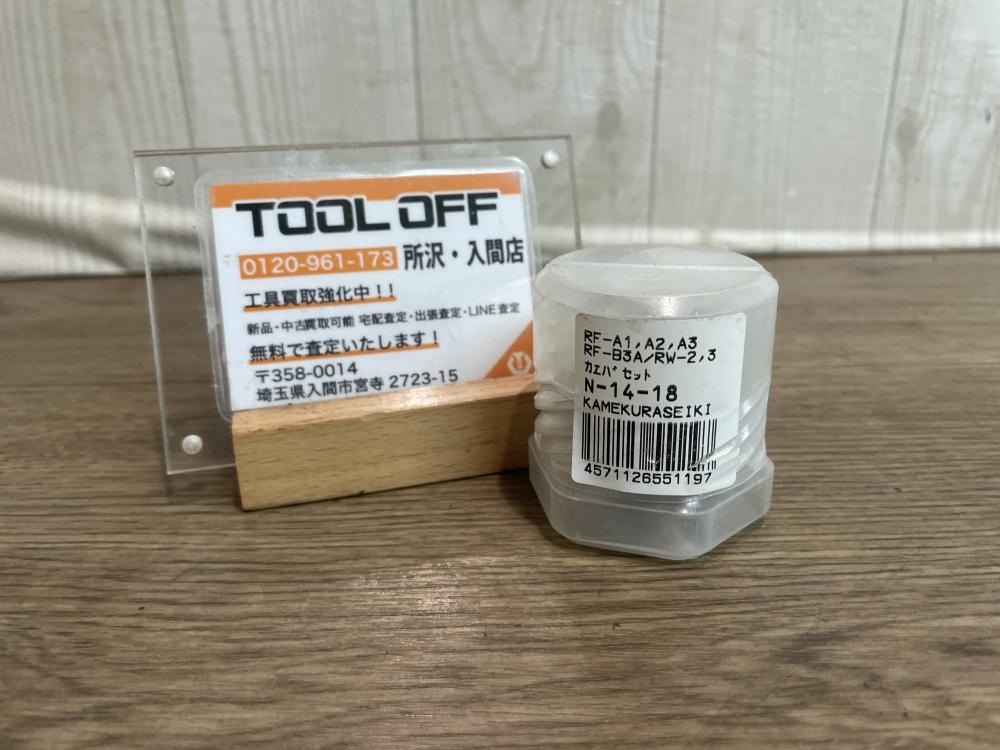 TOOL OFF
0120-961-173 所沢・入間店
工具買取強化中!!
新品・中古買取可能 宅配査定・出張査定・LINE査定
無料で査定いたします!
〒358-0014
埼玉県入間市宮寺 2723-15
RF-A1,A2,A3
RF-B3A/RW-2,3
カエバセット
N-14-18
KAMEKURASEIKI
4571126551197